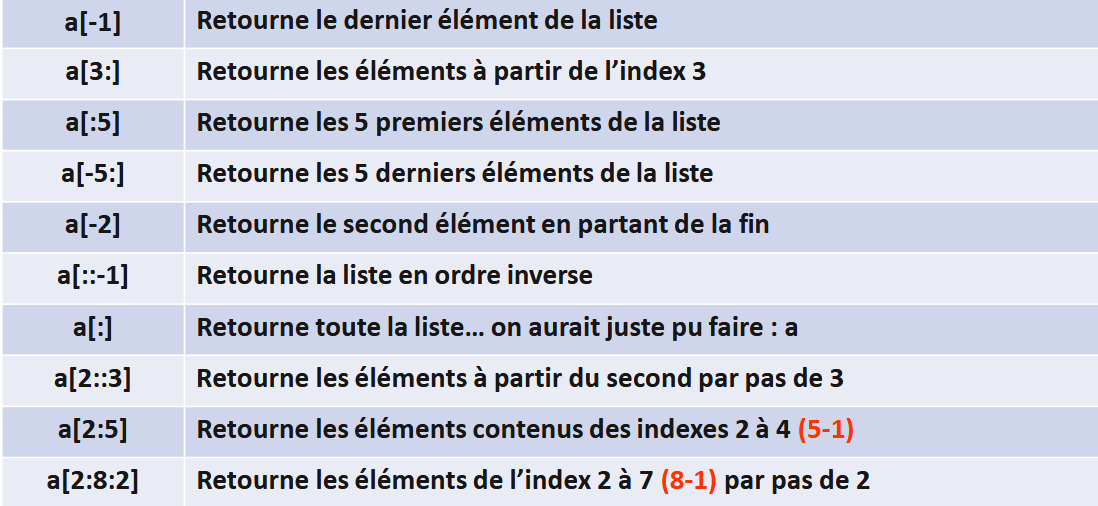 a[-1] Retourne le dernier élément de la liste
a[3:] Retourne les éléments à partir de l’index 3
a[:5] Retourne les 5 premiers éléments de la liste
a[-5:] Retourne les 5 derniers éléments de la liste
a[-2] Retourne le second élément en partant de la fin
a[::-1] Retourne la liste en ordre inverse
a[:] Retourne toute la liste… on aurait juste pu faire : a
a[2::3] Retourne les éléments à partir du second par pas de 3
a[2:5] Retourne les éléments contenus des indexes 2 à 4 (5-1)
a[2:8:2] Retourne les éléments de l’index 2 à 7 (8-1) par pas de 2